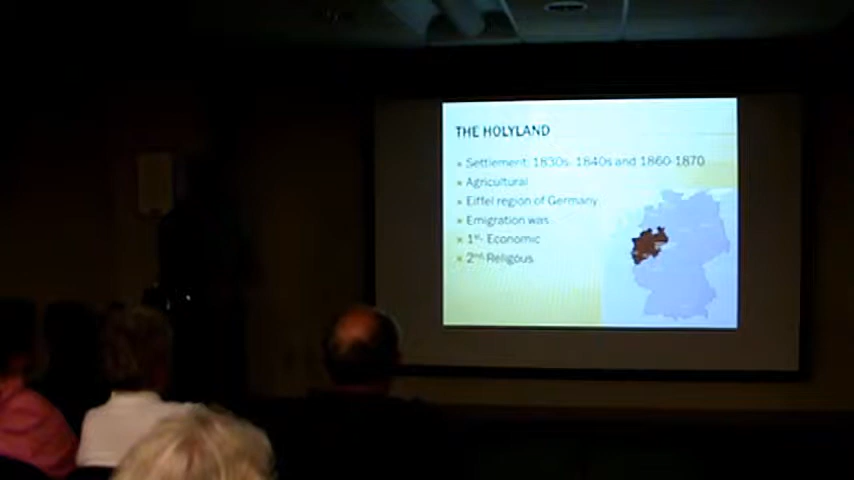 THE HOLYLAND
Settlement: 1830s, 1840s and 1860-1870
Agricultural
Eiffel region of Germany
Emigration was
1st- Economic
2nd- Religous